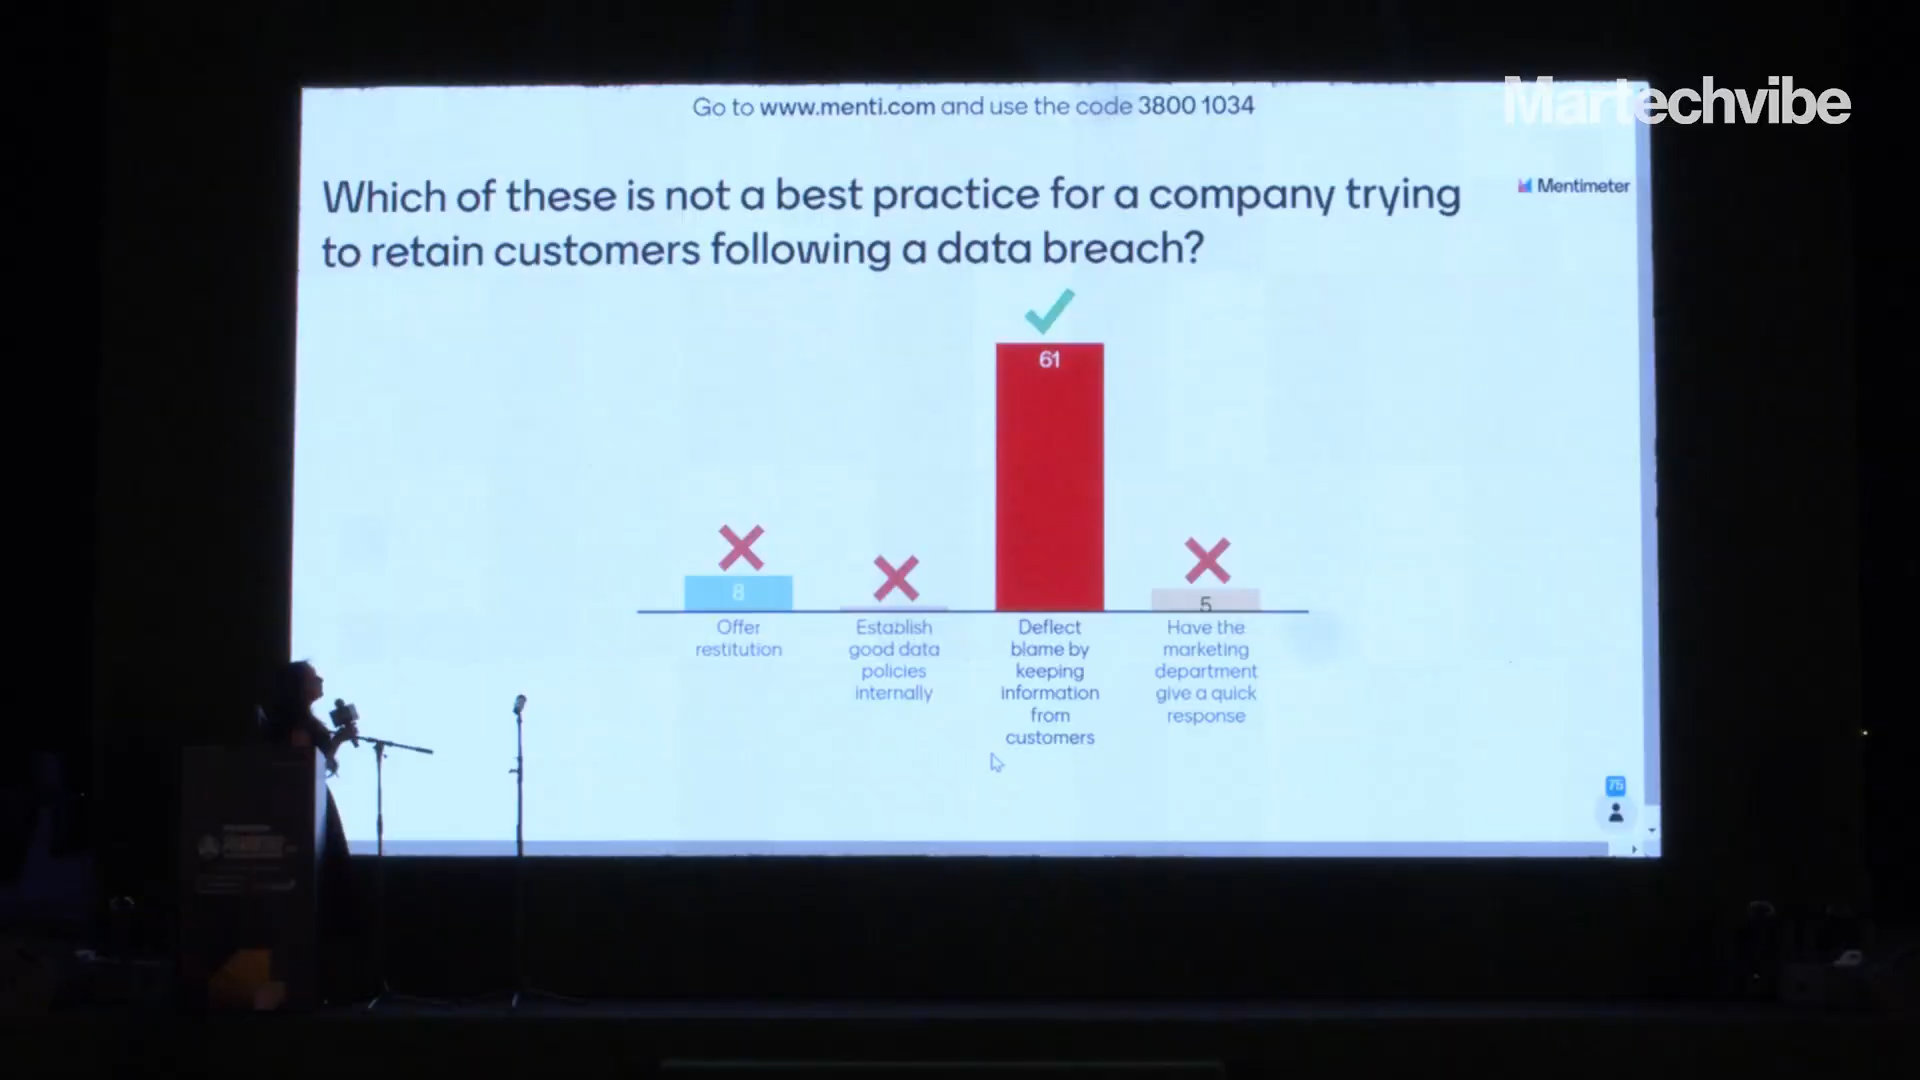 Martechvibe
Go to www.menti.com and use the code 3800 1034
Which of these is not a best practice for a company trying
to retain customers following a data breach?
Mentimeter
61
8
5
Offer
restitution
Establish
good data
policies
internally
Deflect
blame by
keeping
information
from
customers
Have the
marketing
department
give a quick
response
75